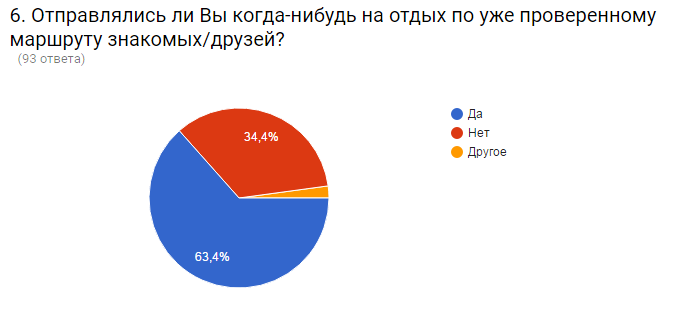 6. Отправлялись ли Вы когда-нибудь на отдых по уже проверенному
маршруту знакомых/друзей?
(93 ответа)
34,4%
63,4%
Да
Нет
Другое